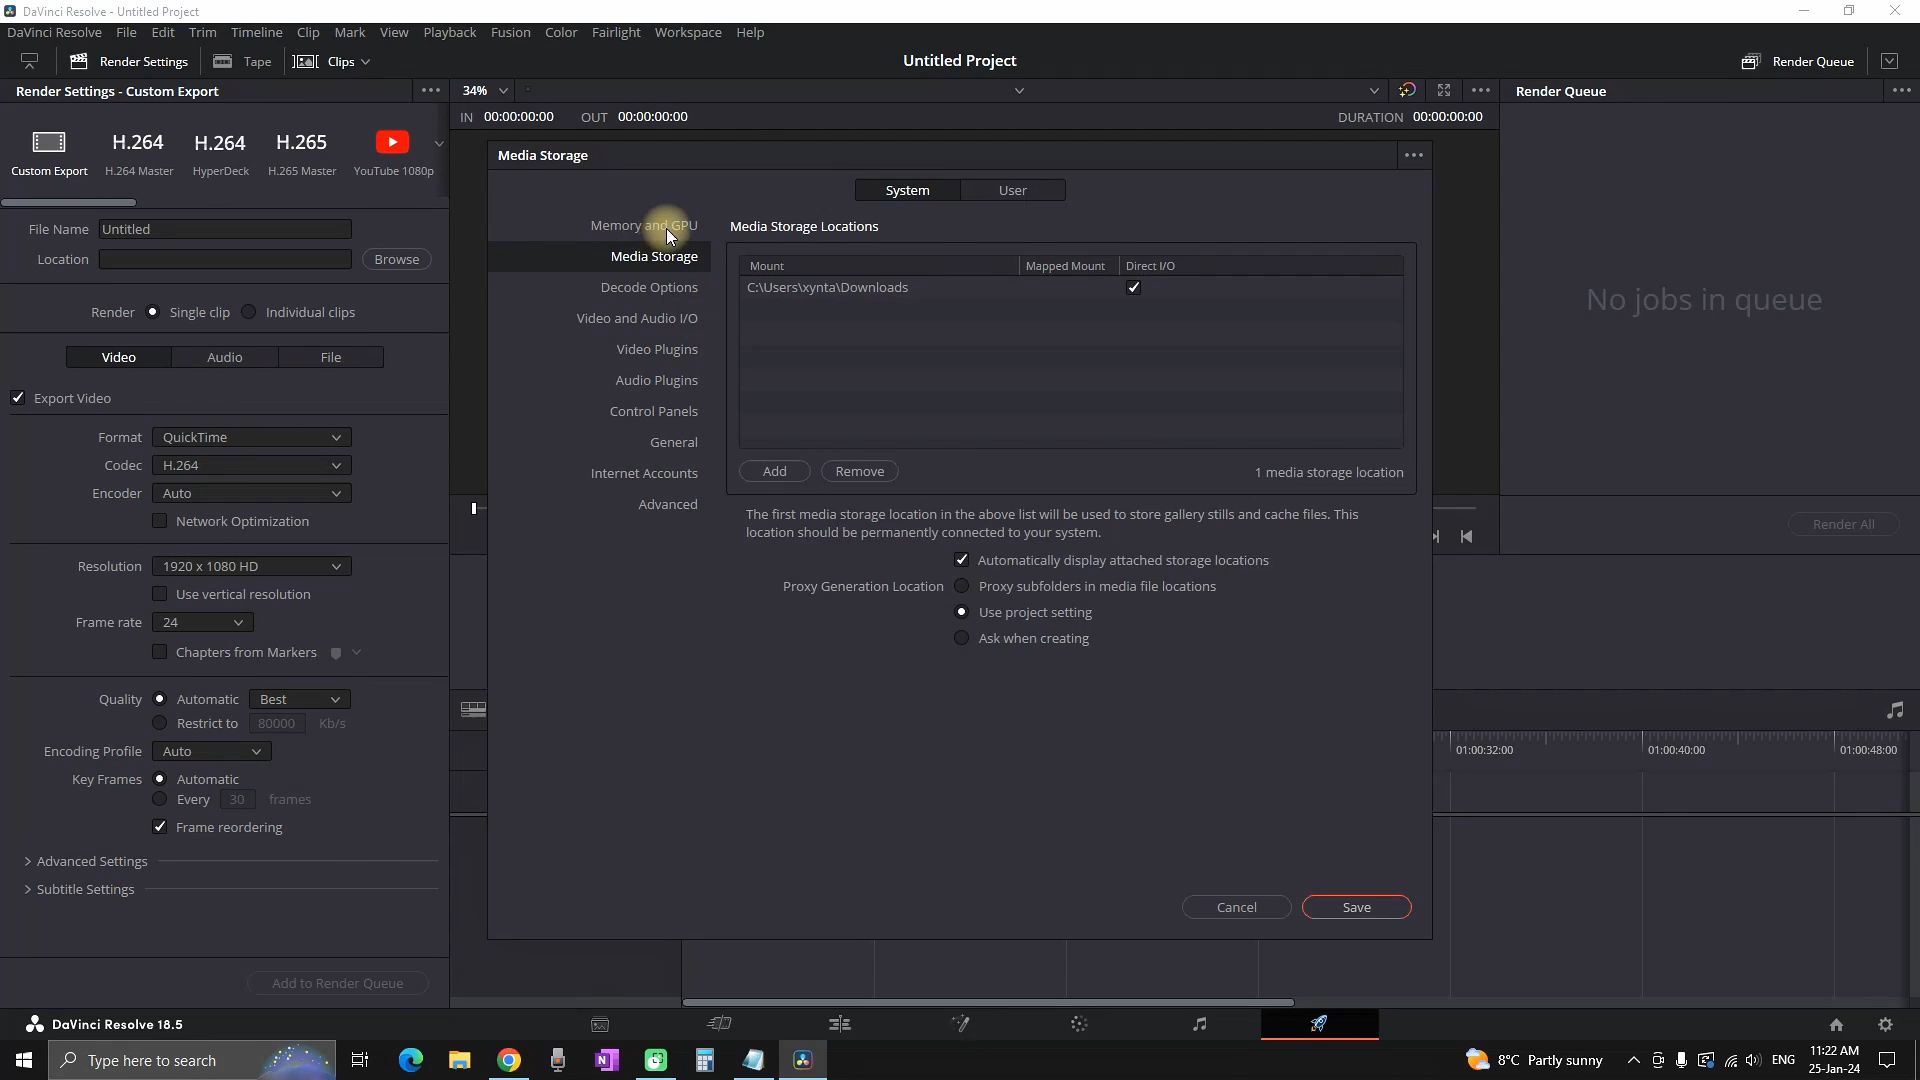 DaVinci Resolve - Untitled Project
DaVinci Resolve File Edit Trim Timeline Clip Mark View Playback Fusion Color Fairlight Workspace Help
Render Settings Tape Clips Untitled Project Render Queue
Render Settings - Custom Export 34% Render Queue
IN 00:00:00:00 OUT 00:00:00:00 DURATION 00:00:00:00
H.264 H.264 H.265
Custom Export H.264 Master HyperDeck H.265 Master YouTube 1080p
File Name Untitled
Location Browse
Render Single clip Individual clips
Video Audio File
Export Video
Format QuickTime
Codec H.264
Encoder Auto
Network Optimization
Resolution 1920 x 1080 HD
Use vertical resolution
Frame rate 24
Chapters from Markers
Quality Automatic Best
Restrict to 80000 Kb/s
Encoding Profile Auto
Key Frames Automatic
Every 30 frames
Frame reordering
Advanced Settings
Subtitle Settings
Add to Render Queue
Media Storage
System User
Memory and GPU
Media Storage
Decode Options
Video and Audio I/O
Video Plugins
Audio Plugins
Control Panels
General
Internet Accounts
Advanced
Media Storage Locations
Mount Mapped Mount Direct I/O
C:\Users\xynta\Downloads
Add Remove 1 media storage location
The first media storage location in the above list will be used to store gallery stills and cache files. This
location should be permanently connected to your system.
Automatically display attached storage locations
Proxy Generation Location Proxy subfolders in media file locations
Use project setting
Ask when creating
Cancel Save
No jobs in queue
Render All
01:00:32:00 01:00:40:00 01:00:48:00
DaVinci Resolve 18.5
Type here to search
8°C Partly sunny ENG 11:22 AM
25-Jan-24